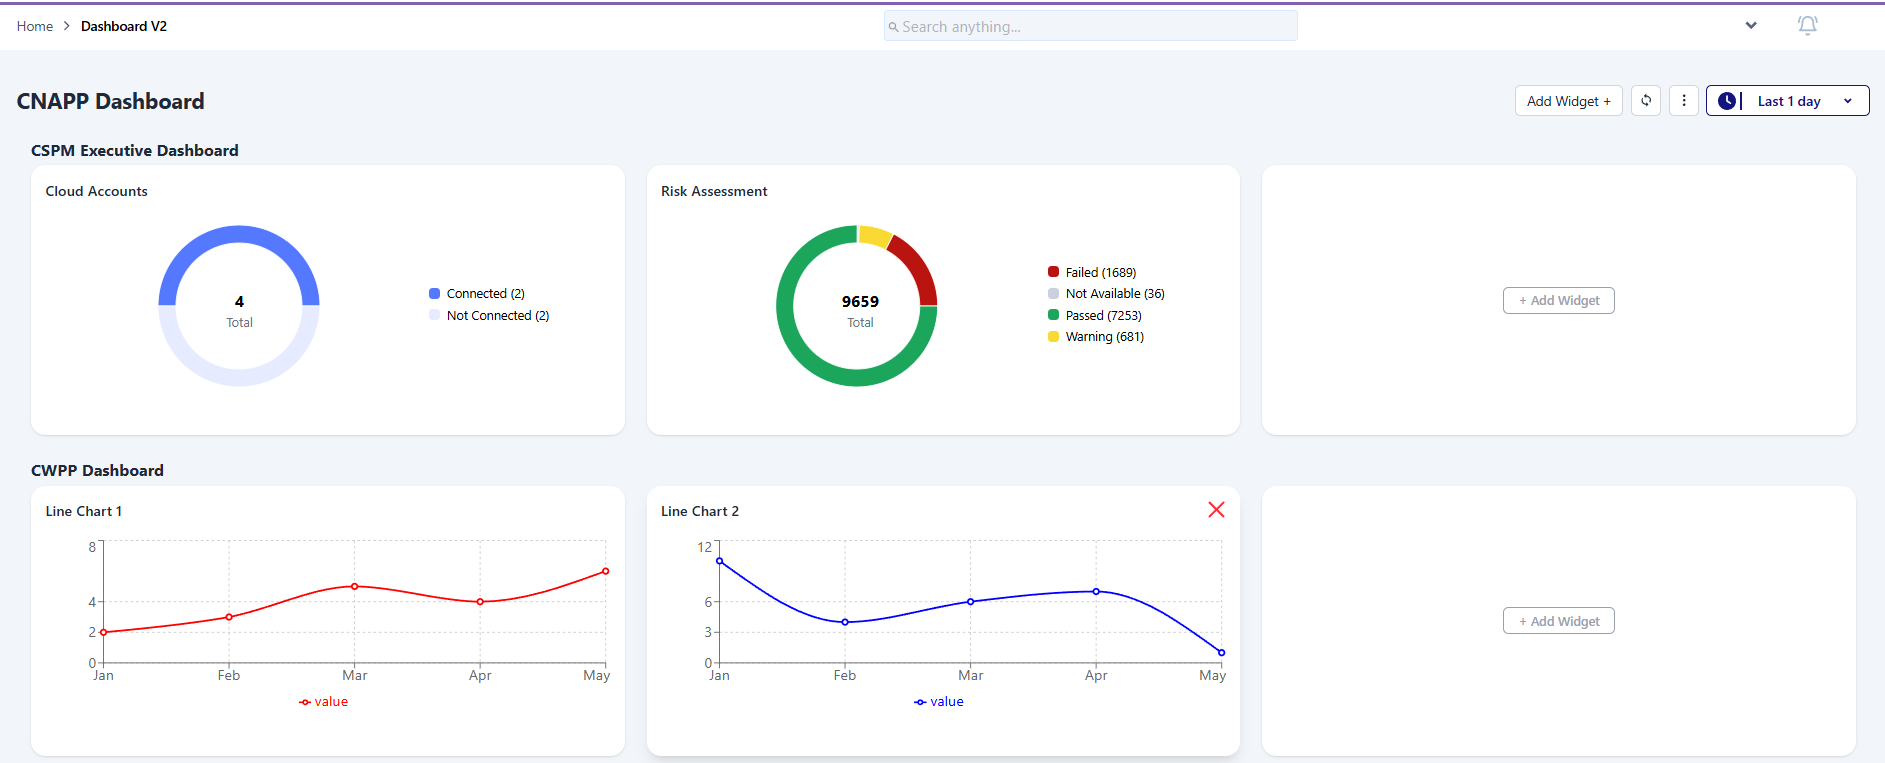 Home > Dashboard V2
Search anything...
CNAPP Dashboard
Add Widget +
Last 1 day
CSPM Executive Dashboard
Cloud Accounts
4
Total
Connected (2)
Not Connected (2)
Risk Assessment
9659
Total
Failed (1689)
Not Available (36)
Passed (7253)
Warning (681)
+ Add Widget
CWPP Dashboard
Line Chart 1
8
4
2
0
Jan Feb Mar Apr May
value
Line Chart 2
12
6
3
0
Jan Feb Mar Apr May
value
+ Add Widget